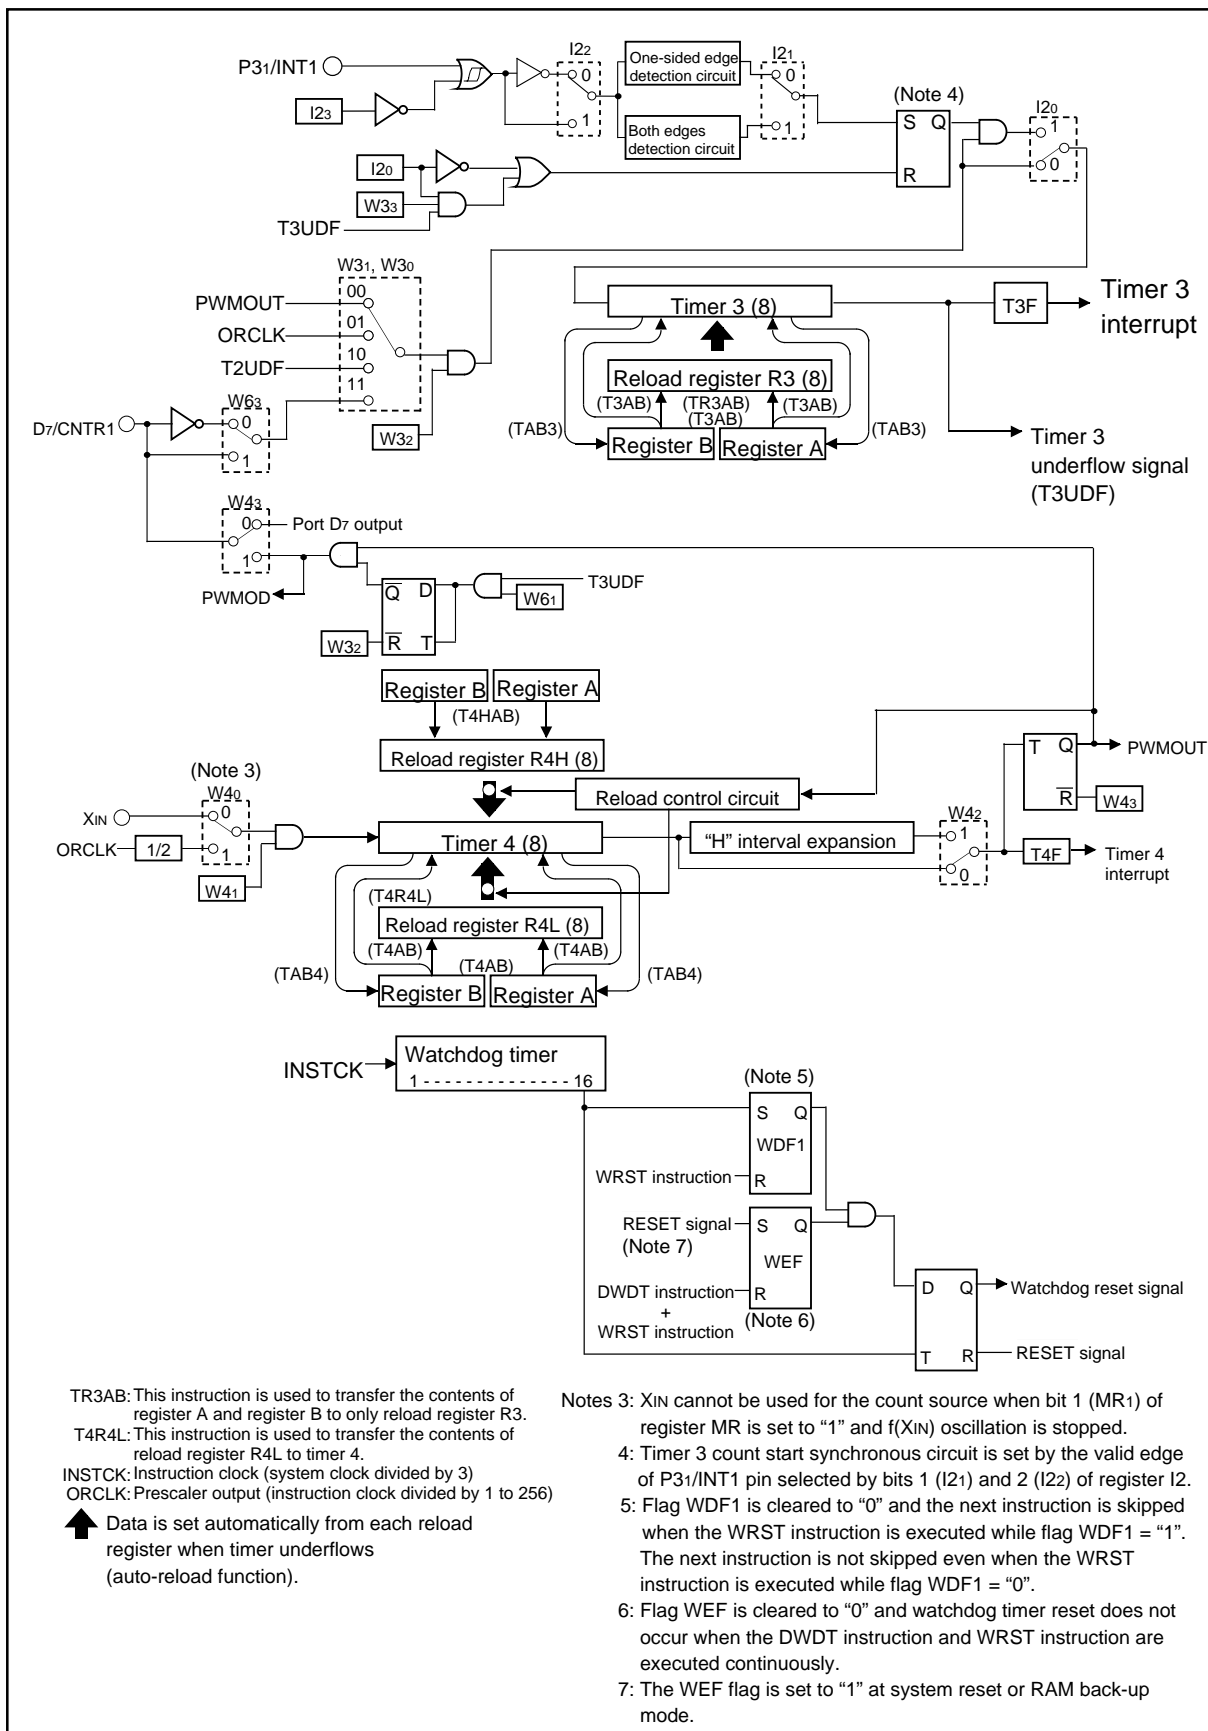 P31/INT1
I23
I22
0
1
One-sided edge
detection circuit
Both edges
detection circuit
I21
0
1
(Note 4)
S Q
R
I20
1
0
I20
W33
T3UDF
W31, W30
PWMOUT
00
ORCLK
01
T2UDF
10
11
W63
D7/CNTR1
0
1
W32
Timer 3 (8)
T3F
Timer 3
interrupt
Reload register R3 (8)
(T3AB) (TR3AB) (T3AB)
(T3AB)
(TAB3) Register B Register A (TAB3)
Timer 3
underflow signal
(T3UDF)
W43
0
Port D7 output
1
PWMOD
Q D
R T
T3UDF
W61
W32
Register B Register A
(T4HAB)
Reload register R4H (8)
Reload control circuit
T Q
R
PWMOUT
W43
(Note 3)
W40
XIN
0
ORCLK
1/2
1
W41
Timer 4 (8)
“H” interval expansion
W42
1
0
T4F
Timer 4
interrupt
(T4R4L)
Reload register R4L (8)
(T4AB) (T4AB)
(T4AB)
(TAB4) Register B Register A (TAB4)
INSTCK
Watchdog timer
1 - - - - - - - - - - - - - - 16
(Note 5)
S Q
WDF1
WRST instruction
R
RESET signal
(Note 7)
S Q
WEF
DWDT instruction
+
WRST instruction
R
(Note 6)
D Q
Watchdog reset signal
T R
RESET signal
TR3AB: This instruction is used to transfer the contents of
register A and register B to only reload register R3.
T4R4L: This instruction is used to transfer the contents of
reload register R4L to timer 4.
INSTCK: Instruction clock (system clock divided by 3)
ORCLK: Prescaler output (instruction clock divided by 1 to 256)
Data is set automatically from each reload
register when timer underflows
(auto-reload function).
Notes 3: XIN cannot be used for the count source when bit 1 (MR1) of
register MR is set to “1” and f(XIN) oscillation is stopped.
4: Timer 3 count start synchronous circuit is set by the valid edge
of P31/INT1 pin selected by bits 1 (I21) and 2 (I22) of register I2.
5: Flag WDF1 is cleared to “0” and the next instruction is skipped
when the WRST instruction is executed while flag WDF1 = “1”.
The next instruction is not skipped even when the WRST
instruction is executed while flag WDF1 = “0”.
6: Flag WEF is cleared to “0” and watchdog timer reset does not
occur when the DWDT instruction and WRST instruction are
executed continuously.
7: The WEF flag is set to “1” at system reset or RAM back-up
mode.